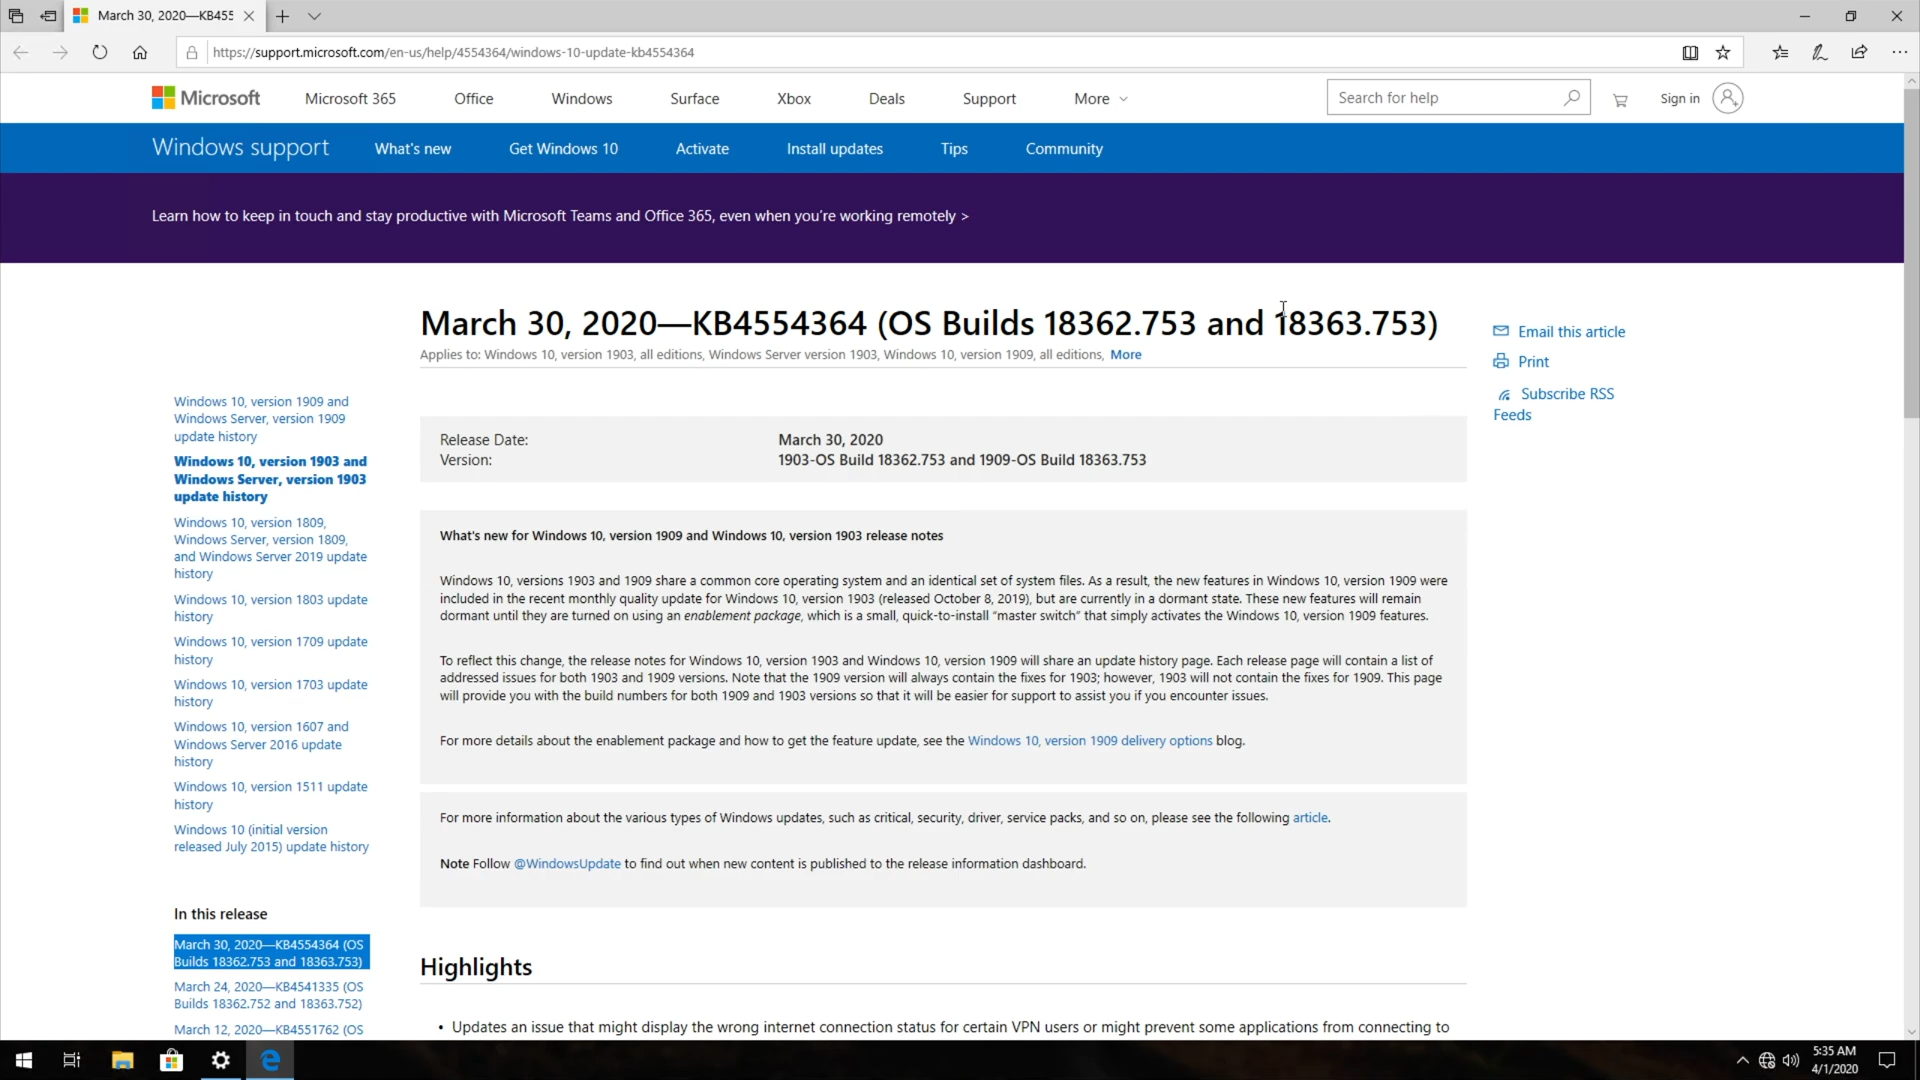 March 30, 2020—KB455
https://support.microsoft.com/en-us/help/4554364/windows-10-update-kb4554364
Microsoft
Microsoft 365
Office
Windows
Surface
Xbox
Deals
Support
More
Search for help
Sign in
Windows support
What's new
Get Windows 10
Activate
Install updates
Tips
Community
Learn how to keep in touch and stay productive with Microsoft Teams and Office 365, even when you're working remotely >
March 30, 2020—KB4554364 (OS Builds 18362.753 and 18363.753)
Applies to: Windows 10, version 1903, all editions, Windows Server version 1903, Windows 10, version 1909, all editions, More
Email this article
Print
Subscribe RSS
Feeds
Windows 10, version 1909 and
Windows Server, version 1909
update history
Windows 10, version 1903 and
Windows Server, version 1903
update history
Windows 10, version 1809,
Windows Server, version 1809,
and Windows Server 2019 update
history
Windows 10, version 1803 update
history
Windows 10, version 1709 update
history
Windows 10, version 1703 update
history
Windows 10, version 1607 and
Windows Server 2016 update
history
Windows 10, version 1511 update
history
Windows 10 (initial version
released July 2015) update history
In this release
March 30, 2020—KB4554364 (OS
Builds 18362.753 and 18363.753)
March 24, 2020—KB4541335 (OS
Builds 18362.752 and 18363.752)
March 12, 2020—KB4551762 (OS
Release Date: March 30, 2020
Version: 1903-OS Build 18362.753 and 1909-OS Build 18363.753
What's new for Windows 10, version 1909 and Windows 10, version 1903 release notes
Windows 10, versions 1903 and 1909 share a common core operating system and an identical set of system files. As a result, the new features in Windows 10, version 1909 were
included in the recent monthly quality update for Windows 10, version 1903 (released October 8, 2019), but are currently in a dormant state. These new features will remain
dormant until they are turned on using an enablement package, which is a small, quick-to-install “master switch” that simply activates the Windows 10, version 1909 features.
To reflect this change, the release notes for Windows 10, version 1903 and Windows 10, version 1909 will share an update history page. Each release page will contain a list of
addressed issues for both 1903 and 1909 versions. Note that the 1909 version will always contain the fixes for 1903; however, 1903 will not contain the fixes for 1909. This page
will provide you with the build numbers for both 1909 and 1903 versions so that it will be easier for support to assist you if you encounter issues.
For more details about the enablement package and how to get the feature update, see the Windows 10, version 1909 delivery options blog.
For more information about the various types of Windows updates, such as critical, security, driver, service packs, and so on, please see the following article.
Note Follow @WindowsUpdate to find out when new content is published to the release information dashboard.
Highlights
• Updates an issue that might display the wrong internet connection status for certain VPN users or might prevent some applications from connecting to
5:35 AM
4/1/2020